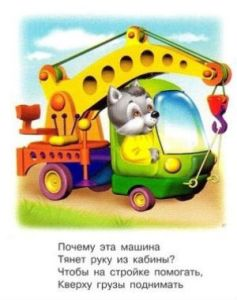 Почему эта машина
Тянет руку из кабины?
Чтобы на стройке помогать,
Кверху грузы поднимать